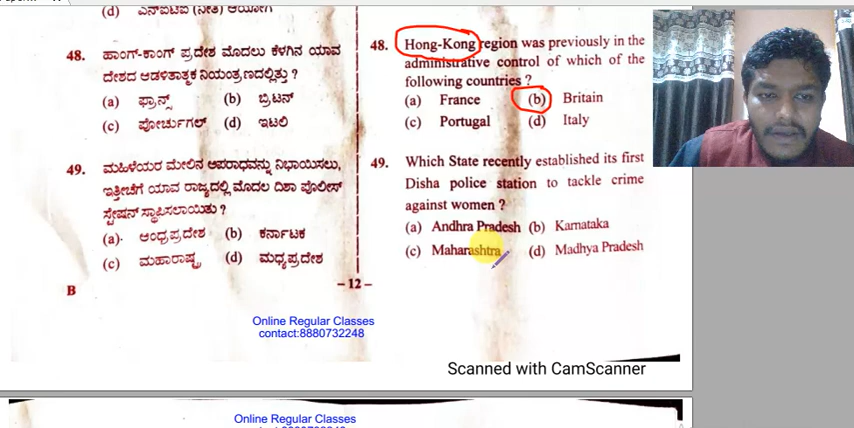 (d) ಎನ್‌ಐಟಿಐ (ನೀತಿ) ಆಯೋಗ
48. ಹಾಂಗ್-ಕಾಂಗ್ ಪ್ರದೇಶ ಮೊದಲು ಕೆಳಗಿನ ಯಾವ
ದೇಶದ ಆಡಳಿತಾತ್ಮಕ ನಿಯಂತ್ರಣದಲ್ಲಿತ್ತು ?
(a) ಫ್ರಾನ್ಸ್ (b) ಬ್ರಿಟನ್
(c) ಪೋರ್ಚುಗಲ್ (d) ಇಟಲಿ
49. ಮಹಿಳೆಯರ ಮೇಲಿನ ಅಪರಾಧವನ್ನು ನಿಭಾಯಿಸಲು,
ಇತ್ತೀಚೆಗೆ ಯಾವ ರಾಜ್ಯದಲ್ಲಿ ಮೊದಲ ದಿಶಾ ಪೊಲೀಸ್
ಸ್ಟೇಷನ್ ಸ್ಥಾಪಿಸಲಾಯಿತು ?
(a) ಆಂಧ್ರಪ್ರದೇಶ (b) ಕರ್ನಾಟಕ
(c) ಮಹಾರಾಷ್ಟ್ರ (d) ಮಧ್ಯಪ್ರದೇಶ
48. Hong-Kong region was previously in the
administrative control of which of the
following countries ?
(a) France (b) Britain
(c) Portugal (d) Italy
49. Which State recently established its first
Disha police station to tackle crime
against women ?
(a) Andhra Pradesh (b) Karnataka
(c) Maharashtra (d) Madhya Pradesh
B
– 12 –
Online Regular Classes
contact:8880732248
Scanned with CamScanner
Online Regular Classes